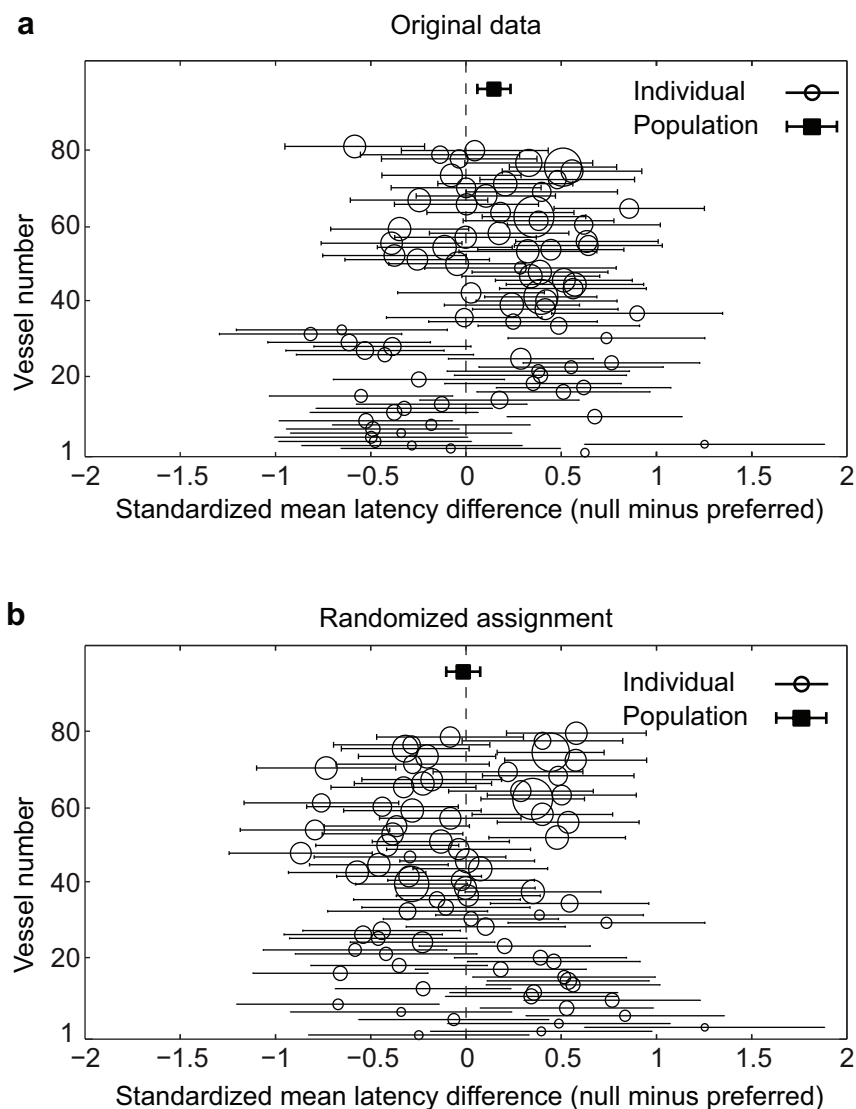 a
Original data
Individual
Population
80
60
40
20
1
Vessel number
−2
−1.5
−1
−0.5
0
0.5
1
1.5
2
Standardized mean latency difference (null minus preferred)
b
Randomized assignment
Individual
Population
80
60
40
20
1
Vessel number
−2
−1.5
−1
−0.5
0
0.5
1
1.5
2
Standardized mean latency difference (null minus preferred)